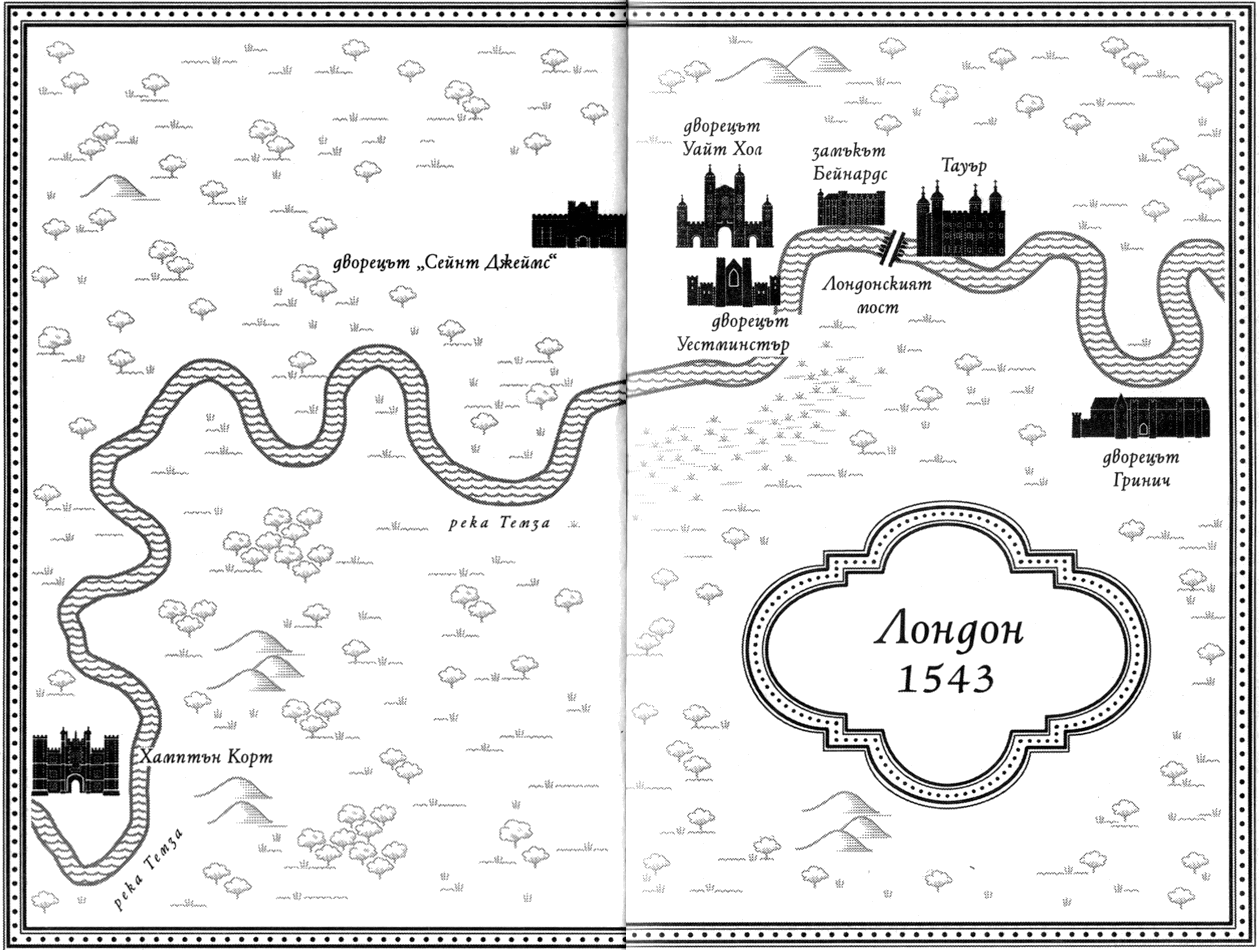 дворецът
Уайт Хол
замъкът
Бейнардс
Тауър
дворецът „Сейнт Джеймс“
Лондонският
мост
дворецът
Уестминстър
дворецът
Гринич
река Темза
Лондон
1543
Хамптън Корт
река Темза